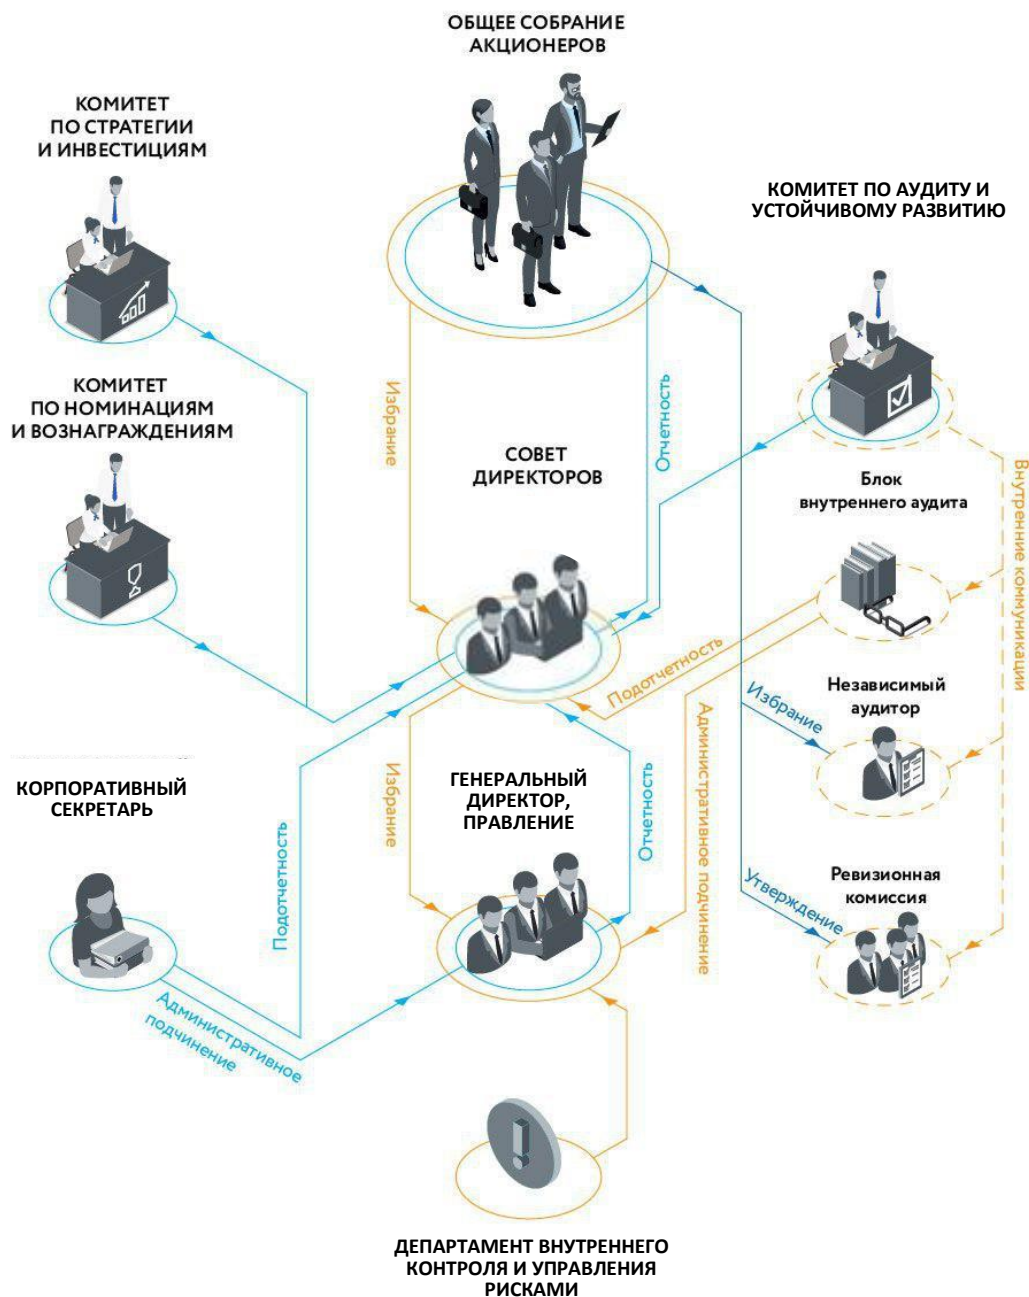 ОБЩЕЕ СОБРАНИЕ
АКЦИОНЕРОВ
КОМИТЕТ
ПО СТРАТЕГИИ
И ИНВЕСТИЦИЯМ
КОМИТЕТ ПО АУДИТУ И
УСТОЙЧИВОМУ РАЗВИТИЮ
КОМИТЕТ
ПО НОМИНАЦИЯМ
И ВОЗНАГРАЖДЕНИЯМ
Избрание
Отчетность
СОВЕТ
ДИРЕКТОРОВ
Блок
внутреннего аудита
Внутренние коммуникации
Подотчетность
Независимый
аудитор
Избрание
КОРПОРАТИВНЫЙ
СЕКРЕТАРЬ
Подотчетность
Избрание
ГЕНЕРАЛЬНЫЙ
ДИРЕКТОР,
ПРАВЛЕНИЕ
Отчетность
Административное подчинение
Утверждение
Ревизионная
комиссия
Административное
подчинение
ДЕПАРТАМЕНТ ВНУТРЕННЕГО
КОНТРОЛЯ И УПРАВЛЕНИЯ
РИСКАМИ